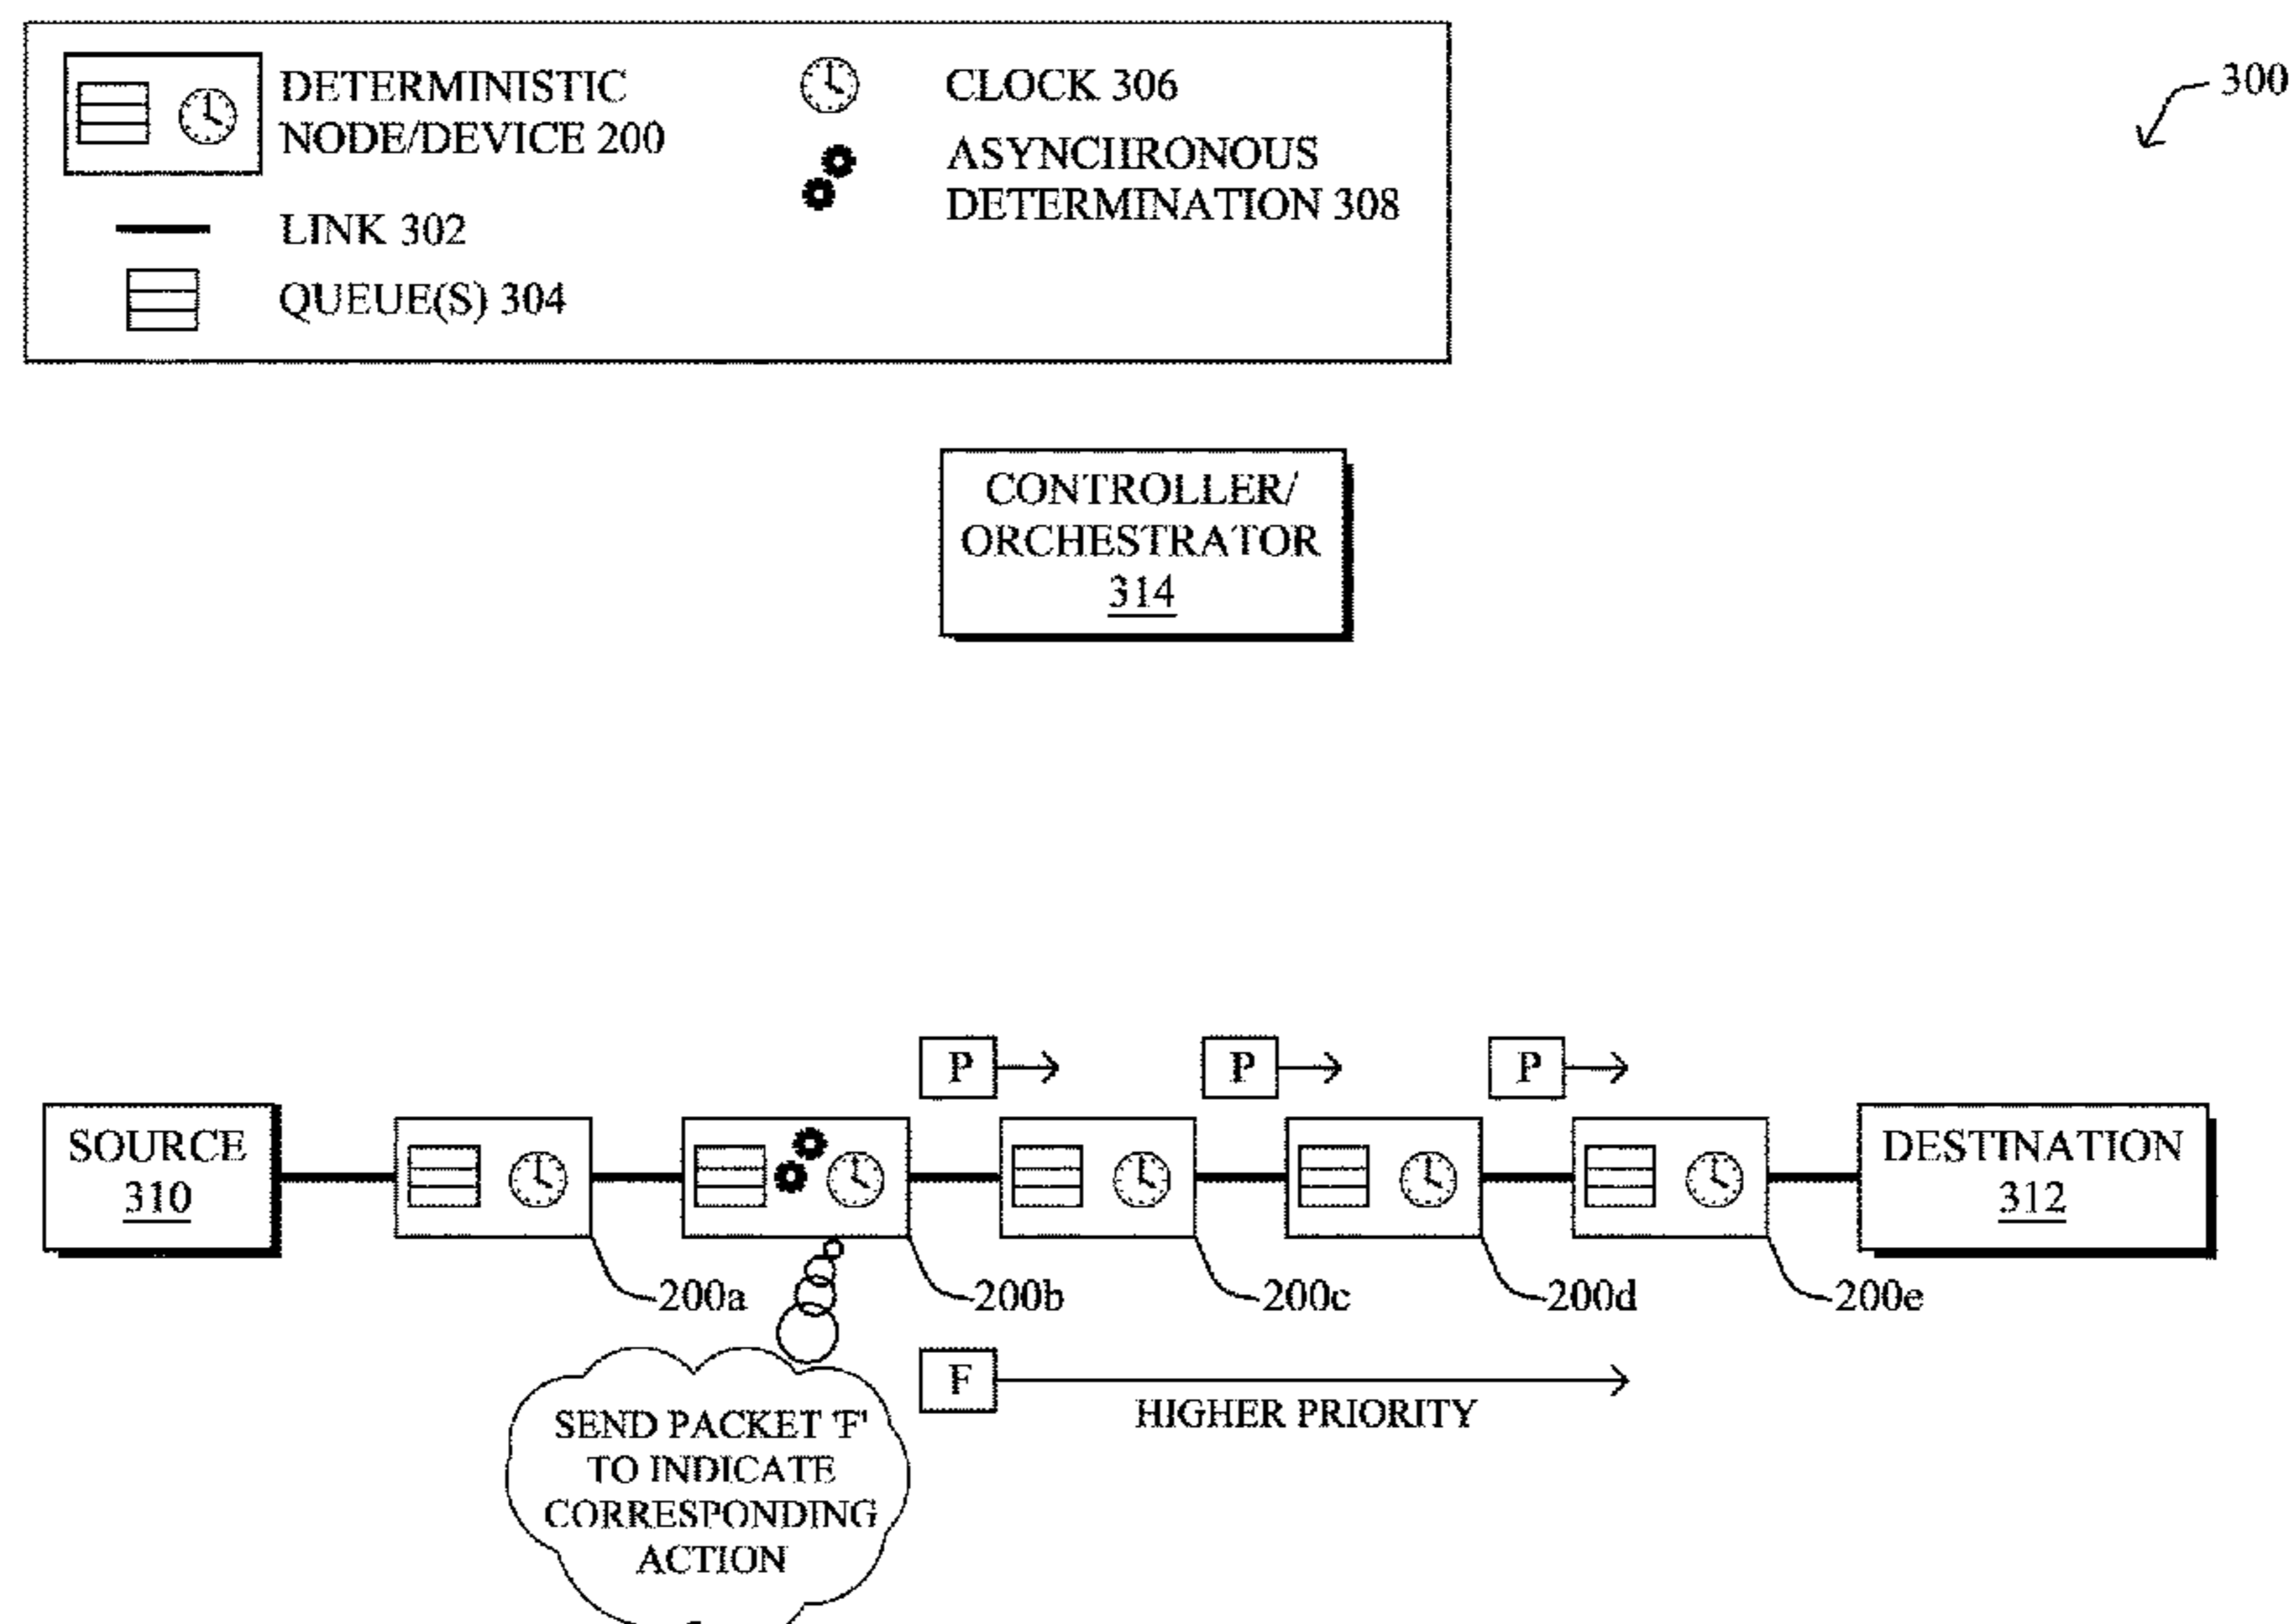 DETERMINISTIC
NODE/DEVICE 200
LINK 302
QUEUE(S) 304
CLOCK 306
ASYNCHRONOUS
DETERMINATION 308
300
CONTROLLER/
ORCHESTRATOR
314
P
P
P
SOURCE
310
DESTINATION
312
200a
200b
200c
200d
200e
F
HIGHER PRIORITY
SEND PACKET 'F'
TO INDICATE
CORRESPONDING
ACTION